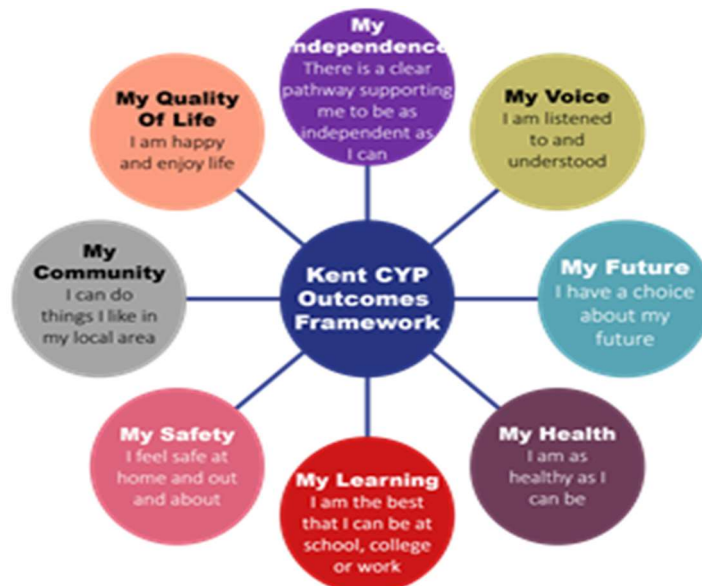 My
Independence
There is a clear
pathway supporting
me to be as
independent as
I can
My Voice
I am listened
to and
understood
My Future
I have a choice
about my
future
My Health
I am as
healthy as I
can be
My Learning
I am the best
that I can be at
school, college
or work
My Safety
I feel safe at
home and out
and about
My
Community
I can do
things I like in
my local area
My Quality
Of Life
I am happy
and enjoy life
Kent CYP
Outcomes
Framework